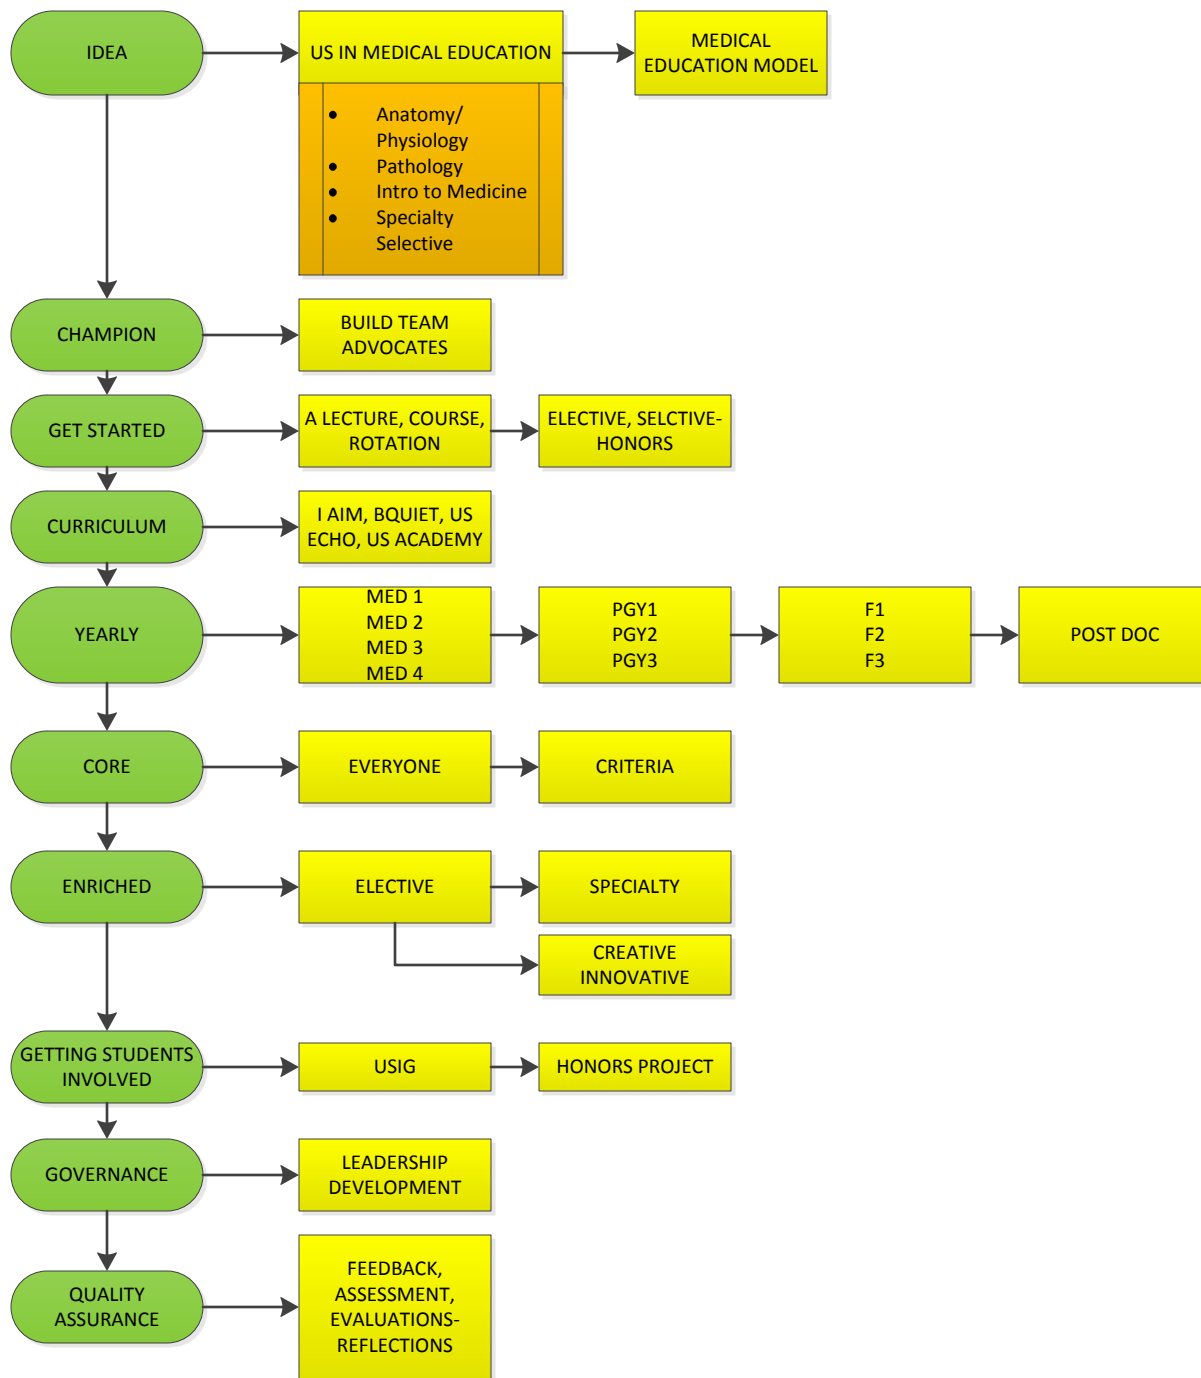 IDEA
US IN MEDICAL EDUCATION
MEDICAL
EDUCATION MODEL
• Anatomy/
Physiology
• Pathology
• Intro to Medicine
• Specialty
Selective
CHAMPION
BUILD TEAM
ADVOCATES
GET STARTED
A LECTURE, COURSE,
ROTATION
ELECTIVE, SELCTIVE-
HONORS
CURRICULUM
I AIM, BQUIET, US
ECHO, US ACADEMY
YEARLY
MED 1
MED 2
MED 3
MED 4
PGY1
PGY2
PGY3
F1
F2
F3
POST DOC
CORE
EVERYONE
CRITERIA
ENRICHED
ELECTIVE
SPECIALTY
CREATIVE
INNOVATIVE
GETTING STUDENTS
INVOLVED
USIG
HONORS PROJECT
GOVERNANCE
LEADERSHIP
DEVELOPMENT
QUALITY
ASSURANCE
FEEDBACK,
ASSESSMENT,
EVALUATIONS-
REFLECTIONS